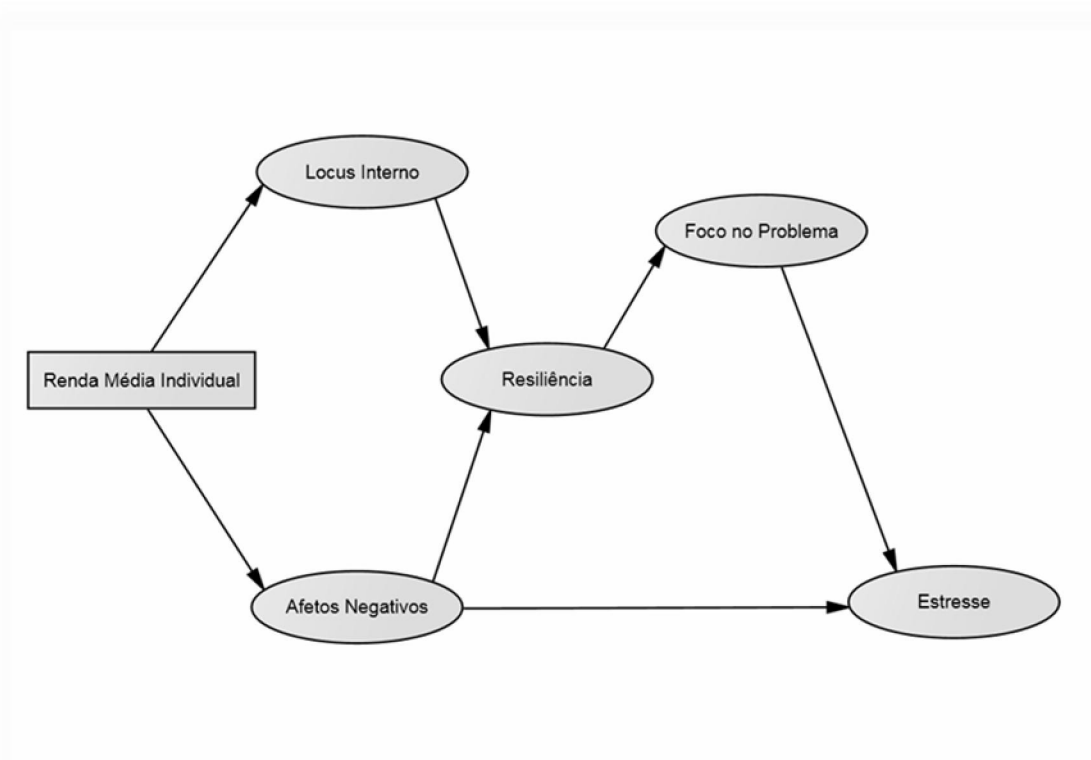 Locus Interno
Foco no Problema
Renda Média Individual
Resiliência
Afetos Negativos
Estresse